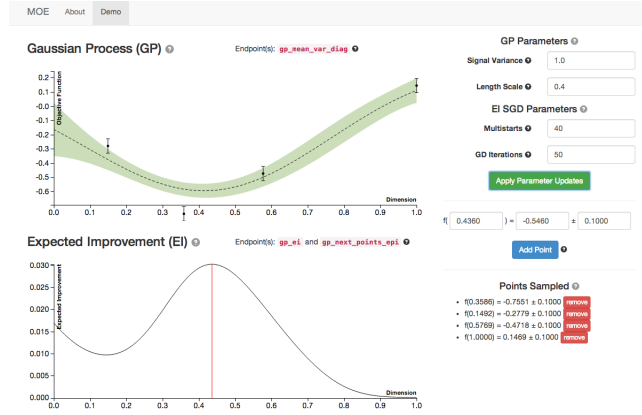 MOE About Demo
Gaussian Process (GP)
Endpoint(s): gp_mean_var_diag
Objective Function
0.2
0.1
-0.0
-0.1
-0.2
-0.3
-0.4
-0.5
-0.6
Dimension
0.0 0.1 0.2 0.3 0.4 0.5 0.6 0.7 0.8 0.9 1.0
Expected Improvement (EI)
Endpoint(s): gp_ei and gp_next_points_epi
Expected Improvement
0.030
0.025
0.020
0.015
0.010
0.005
0.000
Dimension
0.0 0.1 0.2 0.3 0.4 0.5 0.6 0.7 0.8 0.9 1.0
GP Parameters
Signal Variance 1.0
Length Scale 0.4
EI SGD Parameters
Multistarts 40
GD Iterations 50
Apply Parameter Updates
f( 0.4360 ) = -0.5460 ± 0.1000
Add Point
Points Sampled
• f(0.3586) = -0.7551 ± 0.1000 remove
• f(0.1492) = -0.2779 ± 0.1000 remove
• f(0.5769) = -0.4718 ± 0.1000 remove
• f(1.0000) = 0.1469 ± 0.1000 remove